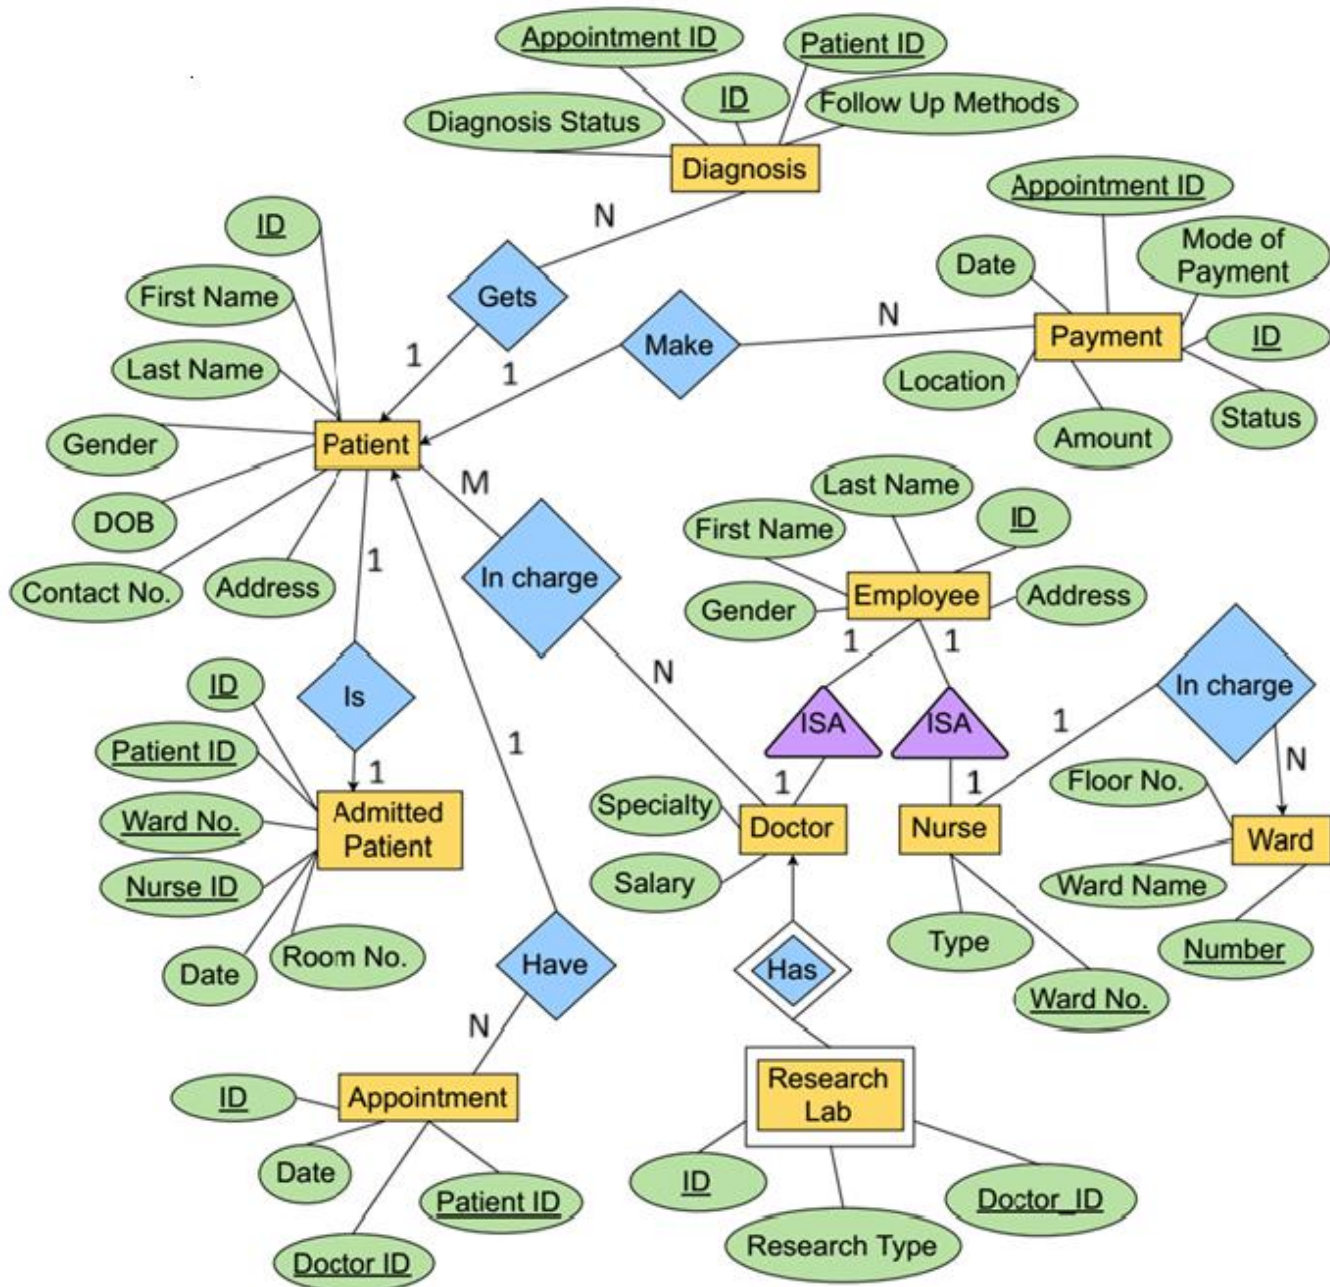 Appointment ID
Patient ID
ID
Follow Up Methods
Diagnosis Status
Diagnosis
Appointment ID
N
ID
Mode of
Payment
Date
First Name
Gets
N
Make
Payment
ID
1
1
Last Name
Location
Status
Gender
Patient
Amount
M
Last Name
First Name
ID
DOB
1
In charge
Contact No.
Address
Gender
Employee
Address
1
1
N
ID
Is
In charge
ISA
ISA
1
Patient ID
1
N
1
Floor No.
1
1
Ward No.
Admitted
Patient
Specialty
Doctor
Nurse
Ward
Nurse ID
Salary
Ward Name
Date
Room No.
Have
Has
Type
Number
Ward No.
N
ID
Appointment
Research
Lab
Date
Patient ID
ID
Doctor_ID
Doctor ID
Research Type